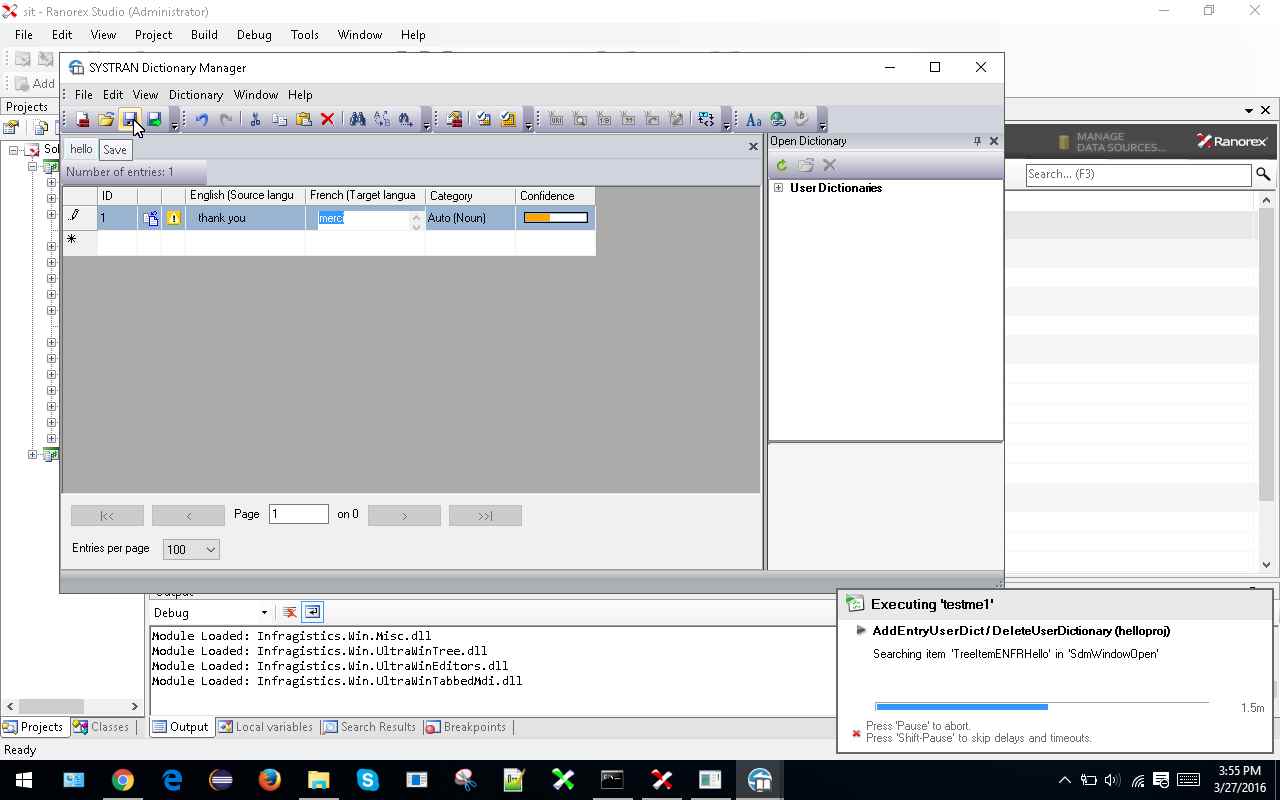 sit - Ranorex Studio (Administrator)
File Edit View Project Build Debug Tools Window Help
SYSTRAN Dictionary Manager
Add
File Edit View Dictionary Window Help
Projects
hello Save
Open Dictionary
MANAGE
DATA SOURCES...
Ranorex
Sol
Number of entries: 1
Search... (F3)
User Dictionaries
ID English (Source langu French (Target langua Category Confidence
1 thank you merci Auto (Noun)
|<< < Page 1 on 0 > >>|
Entries per page 100
Output
Debug
Executing 'testme1'
Module Loaded: Infragistics.Win.Misc.dll
Module Loaded: Infragistics.Win.UltraWinTree.dll
Module Loaded: Infragistics.Win.UltraWinEditors.dll
Module Loaded: Infragistics.Win.UltraWinTabbedMdi.dll
AddEntryUserDict / DeleteUserDictionary (helloproj)
Searching item 'TreeItemENFRHello' in 'SdmWindowOpen'
1.5m
Press 'Pause' to abort.
Press 'Shift-Pause' to skip delays and timeouts.
Projects Classes Output Local variables Search Results Breakpoints
Ready
3:55 PM
3/27/2016